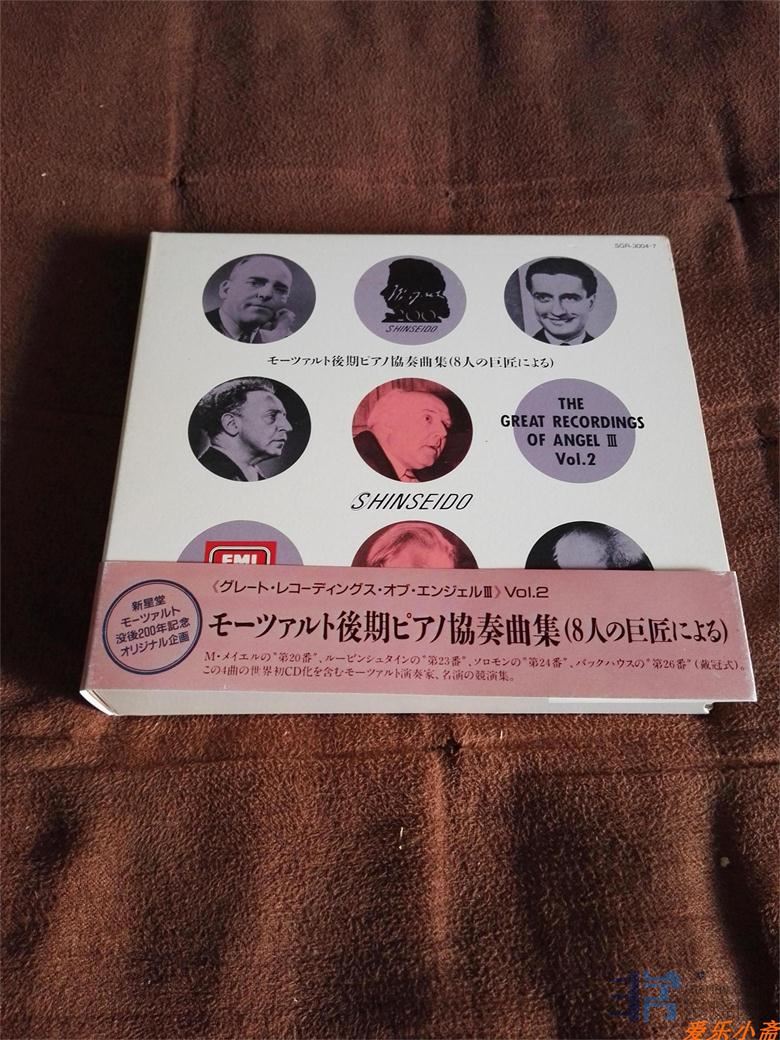 SGR-3004~7
200
SHINSEIDO
モーツァルト後期ピアノ協奏曲集(8人の巨匠による)
THE
GREAT RECORDINGS
OF ANGEL Ⅲ
Vol.2
SHINSEIDO
EMI
新星堂
モーツァルト
没後200年記念
オリジナル企画
《グレート・レコーディングス・オブ・エンジェルⅢ》Vol.2
モーツァルト後期ピアノ協奏曲集(8人の巨匠による)
M・メイエルの"第20番"、ルービンシュタインの"第23番"、ソロモンの"第24番"、バックハウスの"第26番"(戴冠式)。
この4曲の世界初CD化を含むモーツァルト演奏家、名演の競演集。
爱乐小斋